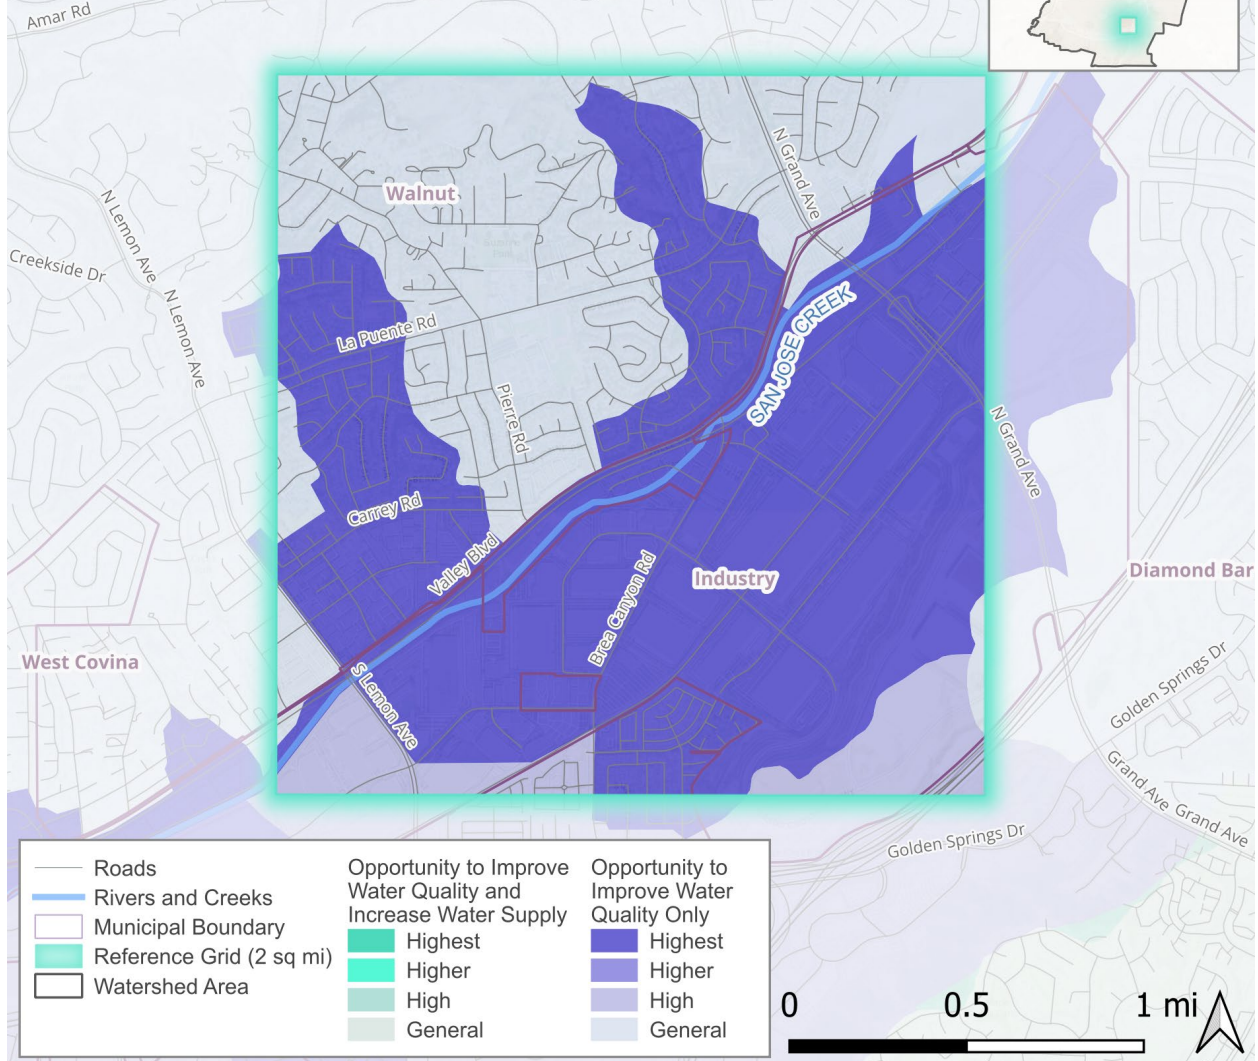 Amar Rd
N Grand Ave
Walnut
N Lemon Ave
Creekside Dr
N Lemon Ave
La Puente Rd
SAN JOSE CREEK
Pierre Rd
N Grand Ave
Carrey Rd
Valley Blvd
Industry
Diamond Bar
Brea Canyon Rd
West Covina
S Lemon Ave
Golden Springs Dr
Grand Ave
Grand Ave
Golden Springs Dr
Roads
Rivers and Creeks
Municipal Boundary
Reference Grid (2 sq mi)
Watershed Area
Opportunity to Improve
Water Quality and
Increase Water Supply
Highest
Higher
High
General
Opportunity to
Improve Water
Quality Only
Highest
Higher
High
General
0 0.5 1 mi